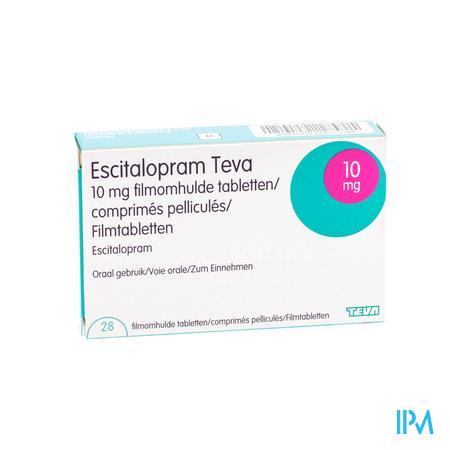 Escitalopram Teva
10 mg filmomhulde tabletten/
comprimés pelliculés/
Filmtabletten
Escitalopram
Oraal gebruik/Voie orale/Zum Einnehmen
10
mg
28
filmomhulde tabletten/comprimés pelliculés/Filmtabletten
TEVA
IPM